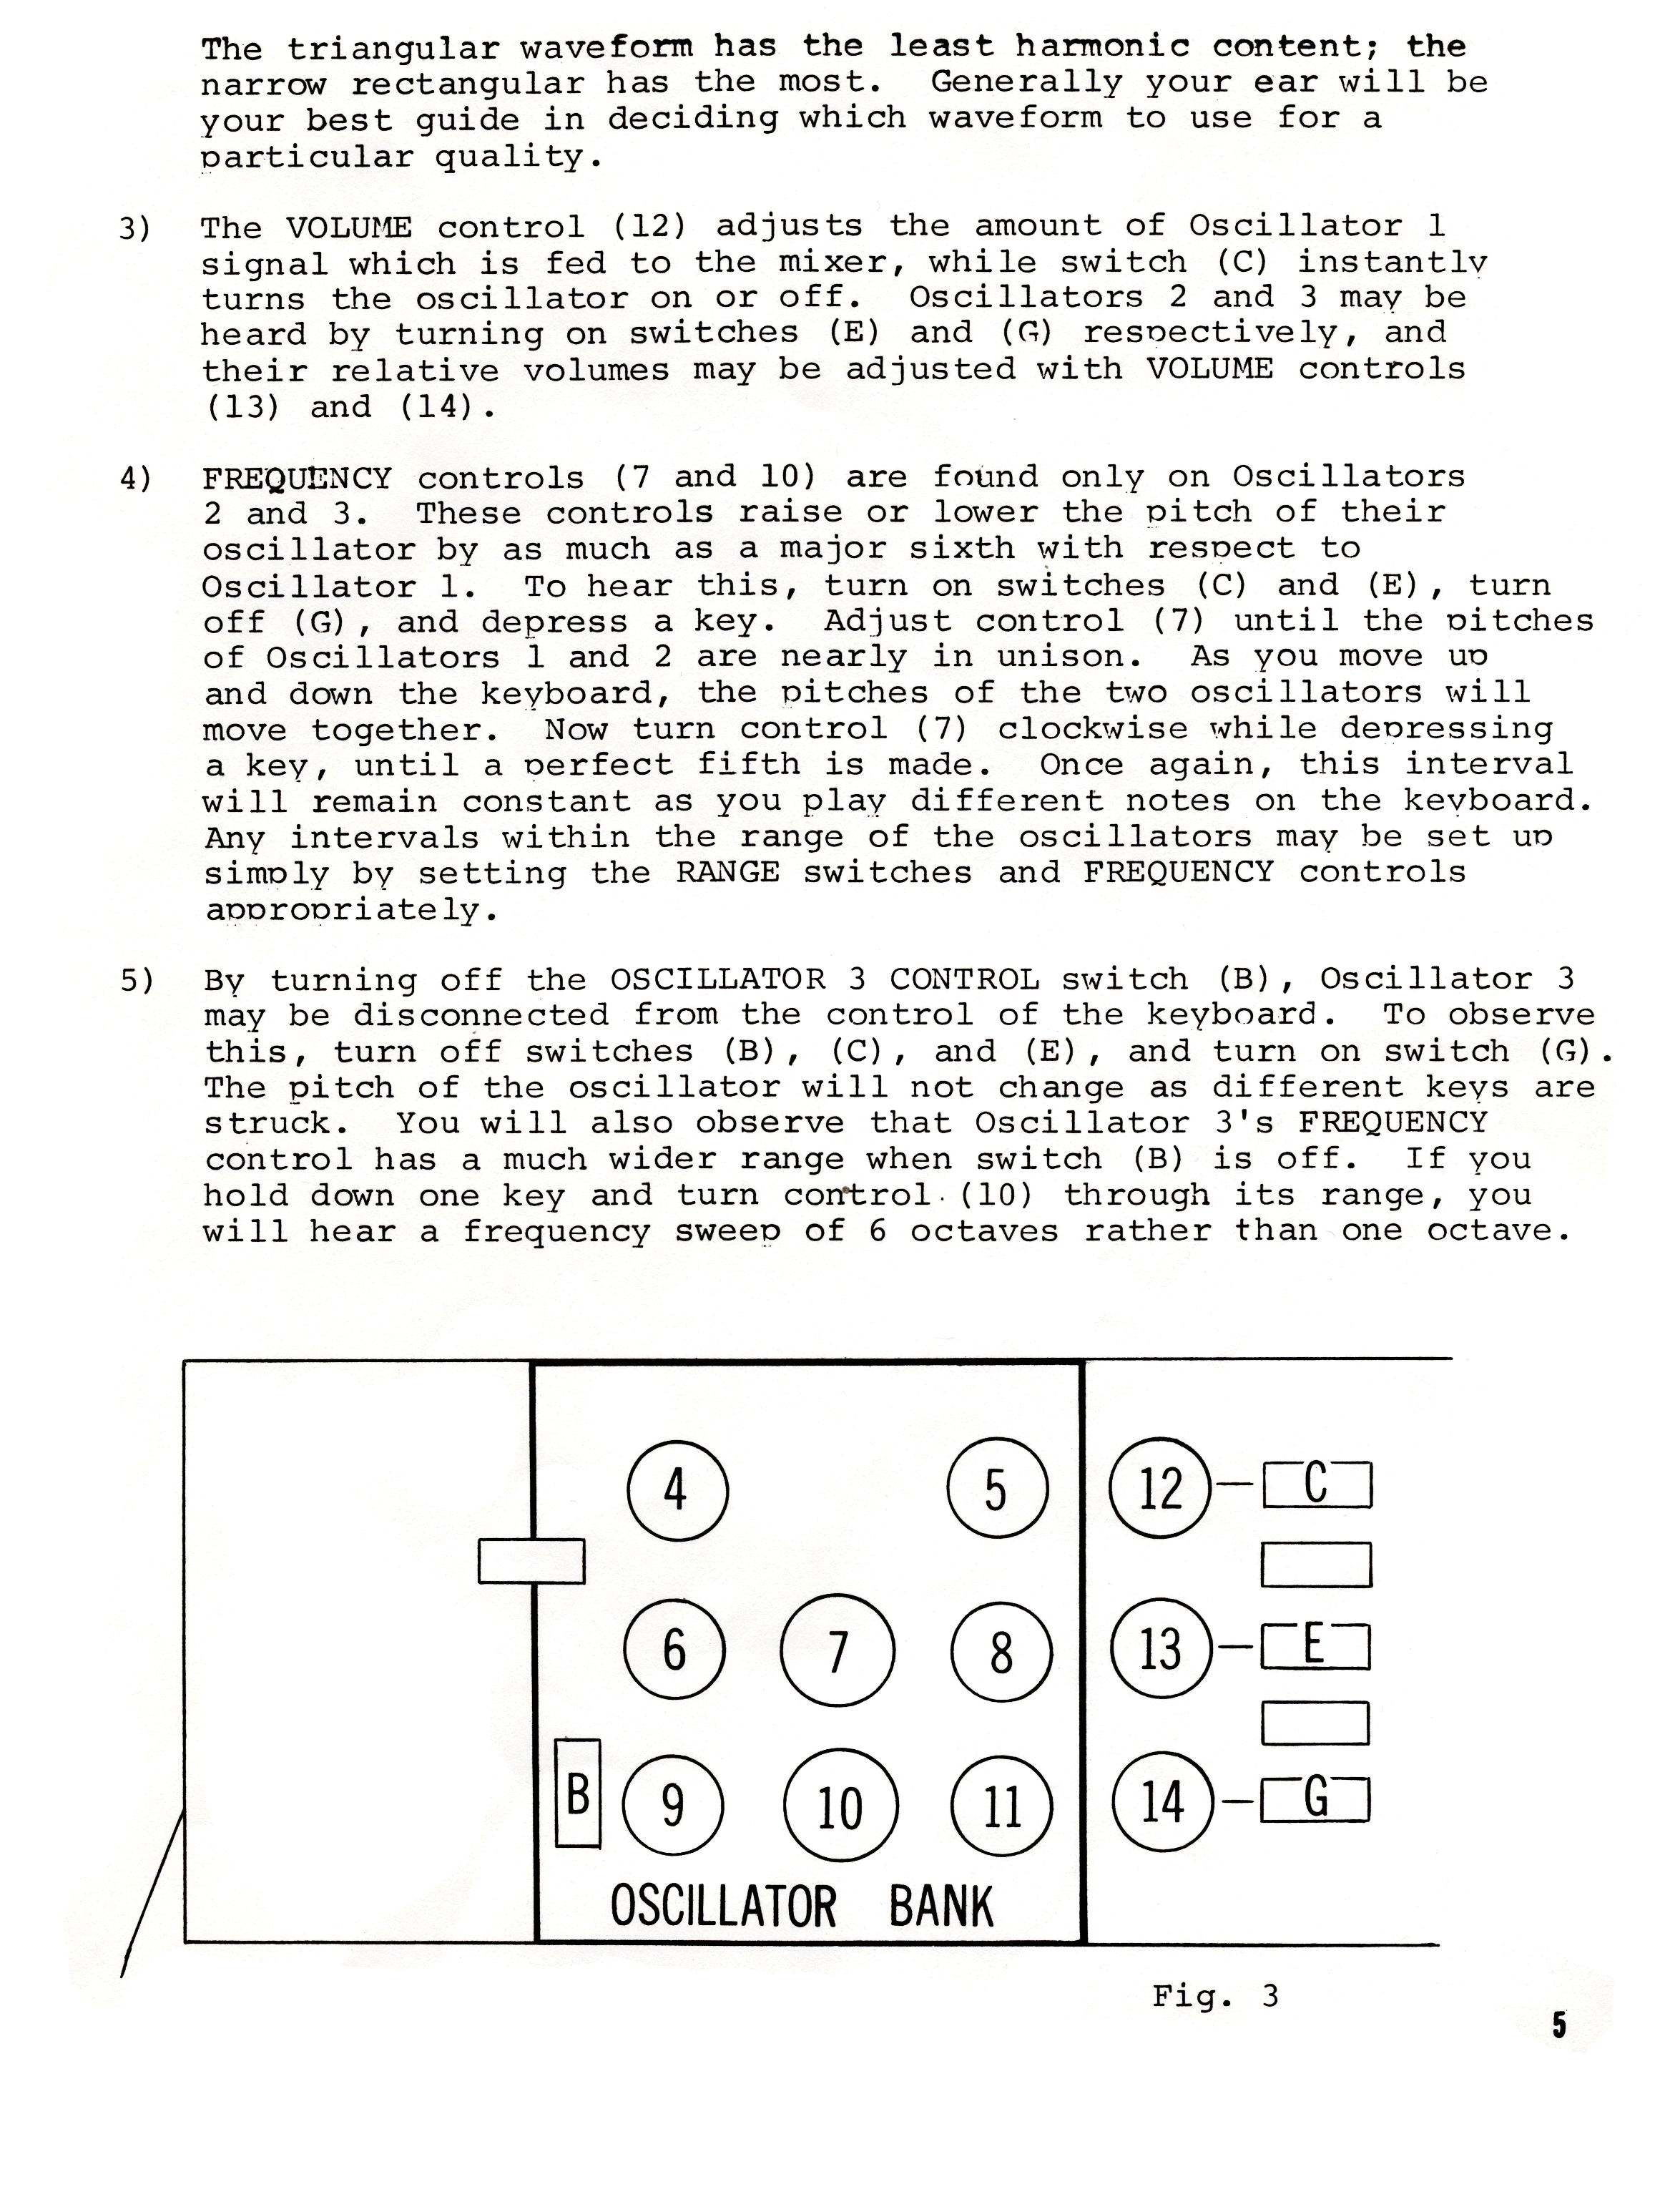 The triangular waveform has the least harmonic content; the
narrow rectangular has the most.  Generally your ear will be
your best guide in deciding which waveform to use for a
particular quality.
3)  The VOLUME control (12) adjusts the amount of Oscillator 1
signal which is fed to the mixer, while switch (C) instantly
turns the oscillator on or off.  Oscillators 2 and 3 may be
heard by turning on switches (E) and (G) respectively, and
their relative volumes may be adjusted with VOLUME controls
(13) and (14).
4)  FREQUENCY controls (7 and 10) are found only on Oscillators
2 and 3.  These controls raise or lower the pitch of their
oscillator by as much as a major sixth with respect to
Oscillator 1.  To hear this, turn on switches (C) and (E), turn
off (G), and depress a key.  Adjust control (7) until the pitches
of Oscillators 1 and 2 are nearly in unison.  As you move up
and down the keyboard, the pitches of the two oscillators will
move together.  Now turn control (7) clockwise while depressing
a key, until a perfect fifth is made.  Once again, this interval
will remain constant as you play different notes on the keyboard.
Any intervals within the range of the oscillators may be set up
simply by setting the RANGE switches and FREQUENCY controls
appropriately.
5)  By turning off the OSCILLATOR 3 CONTROL switch (B), Oscillator 3
may be disconnected from the control of the keyboard.  To observe
this, turn off switches (B), (C), and (E), and turn on switch (G).
The pitch of the oscillator will not change as different keys are
struck.  You will also observe that Oscillator 3's FREQUENCY
control has a much wider range when switch (B) is off.  If you
hold down one key and turn control (10) through its range, you
will hear a frequency sweep of 6 octaves rather than one octave.
4 5 12 C
6 7 8 13 E
B 9 10 11 14 G
OSCILLATOR BANK
Fig. 3
5